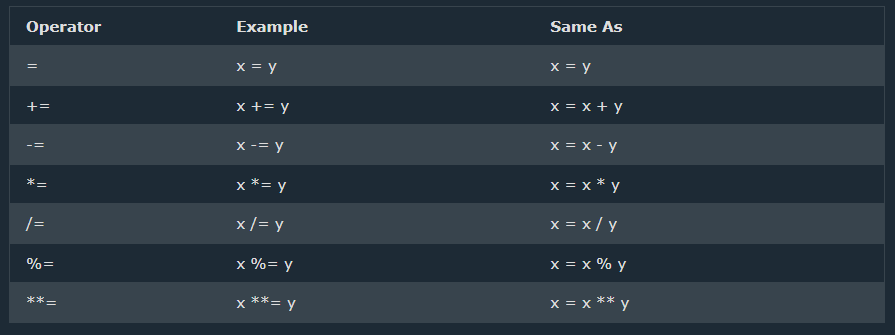 Operator Example Same As
= x = y x = y
+= x += y x = x + y
-= x -= y x = x - y
*= x *= y x = x * y
/= x /= y x = x / y
%= x %= y x = x % y
**= x **= y x = x ** y